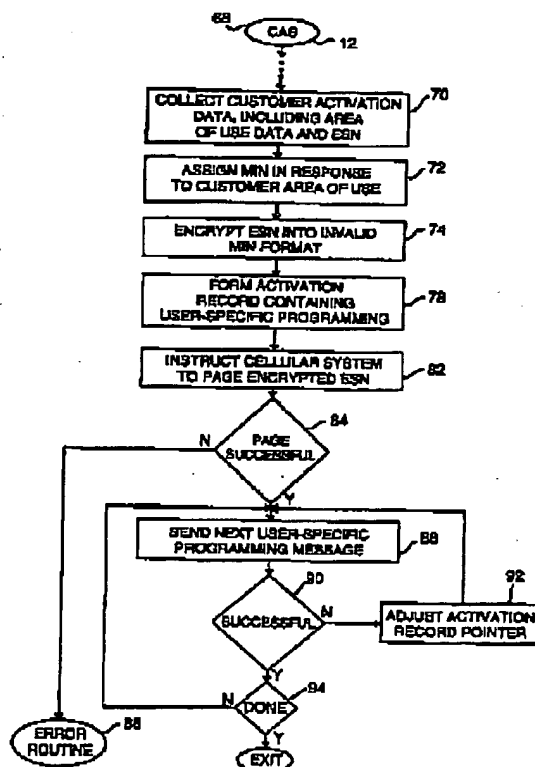 68
CAS
12
COLLECT CUSTOMER ACTIVATION
DATA, INCLUDING AREA
OF USE DATA AND ESN
70
ASSIGN MIN IN RESPONSE
TO CUSTOMER AREA OF USE
72
ENCRYPT ESN INTO INVALID
MIN FORMAT
74
FORM ACTIVATION
RECORD CONTAINING
USER-SPECIFIC PROGRAMMING
78
INSTRUCT CELLULAR SYSTEM
TO PAGE ENCRYPTED ESN
82
84
N
PAGE
SUCCESSFUL
Y
SEND NEXT USER-SPECIFIC
PROGRAMMING MESSAGE
88
90
92
SUCCESSFUL
N
ADJUST ACTIVATION
RECORD POINTER
Y
N
DONE
94
Y
ERROR
ROUTINE
86
EXIT